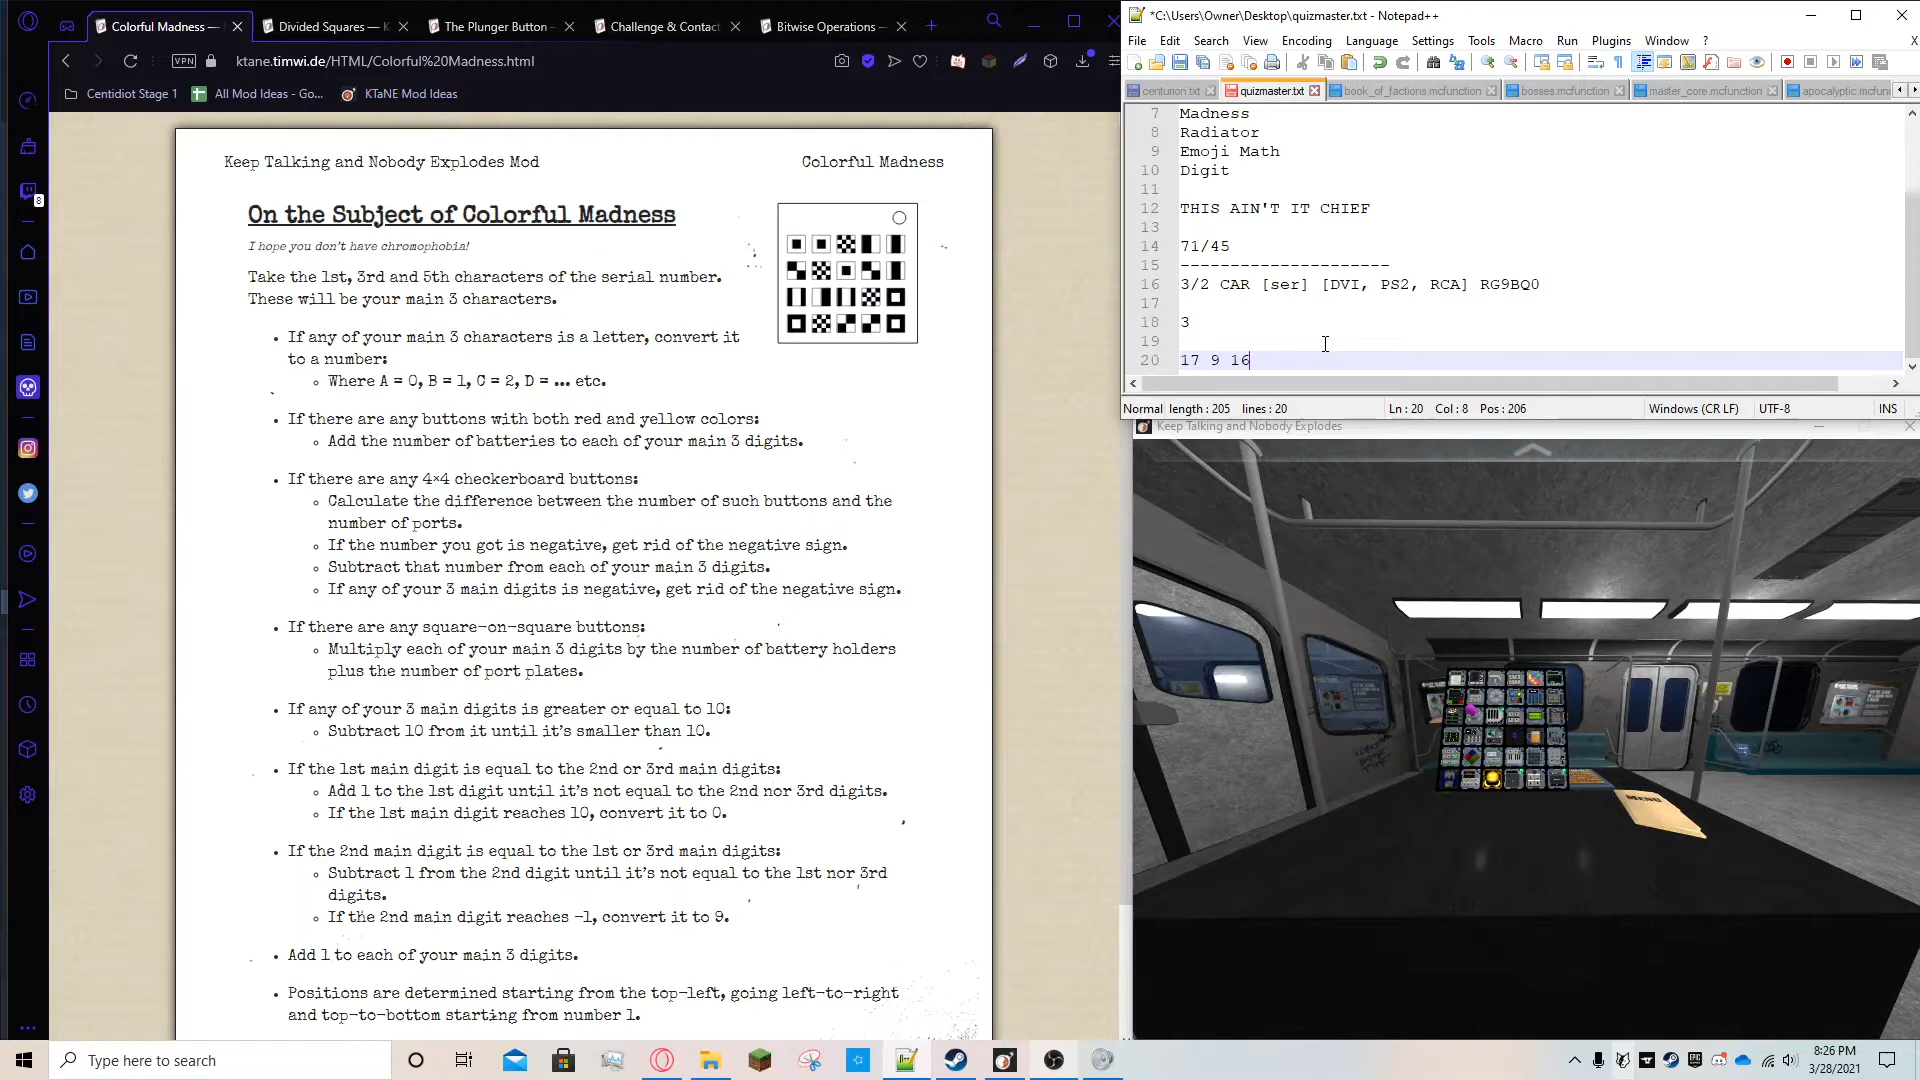 Colorful Madness —
Divided Squares — K
The Plunger Button -
Challenge & Contact
Bitwise Operations —
VPN
ktane.timwi.de/HTML/Colorful%20Madness.html
Centidiot Stage 1
All Mod Ideas - Go...
KTaNE Mod Ideas
8
Keep Talking and Nobody Explodes Mod
Colorful Madness
On the Subject of Colorful Madness
I hope you don't have chromophobia!
Take the 1st, 3rd and 5th characters of the serial number.
These will be your main 3 characters.
• If any of your main 3 characters is a letter, convert it
to a number:
Where A = 0, B = 1, C = 2, D = ... etc.
• If there are any buttons with both red and yellow colors:
Add the number of batteries to each of your main 3 digits.
• If there are any 4×4 checkerboard buttons:
Calculate the difference between the number of such buttons and the
number of ports.
If the number you got is negative, get rid of the negative sign.
Subtract that number from each of your main 3 digits.
If any of your 3 main digits is negative, get rid of the negative sign.
• If there are any square-on-square buttons:
Multiply each of your main 3 digits by the number of battery holders
plus the number of port plates.
• If any of your 3 main digits is greater or equal to 10:
Subtract 10 from it until it's smaller than 10.
• If the 1st main digit is equal to the 2nd or 3rd main digits:
Add 1 to the 1st digit until it's not equal to the 2nd nor 3rd digits.
If the 1st main digit reaches 10, convert it to 0.
• If the 2nd main digit is equal to the 1st or 3rd main digits:
Subtract 1 from the 2nd digit until it's not equal to the 1st nor 3rd
digits.
If the 2nd main digit reaches -1, convert it to 9.
• Add 1 to each of your main 3 digits.
• Positions are determined starting from the top-left, going left-to-right
and top-to-bottom starting from number 1.
*C:\Users\Owner\Desktop\quizmaster.txt - Notepad++
File Edit Search View Encoding Language Settings Tools Macro Run Plugins Window ? X
centurion.txt
quizmaster.txt
book_of_factions.mcfunction
bosses.mcfunction
master_core.mcfunction
apocalyptic.mcfun
7 Madness
8 Radiator
9 Emoji Math
10 Digit
11
12 THIS AIN'T IT CHIEF
13
14 71/45
15 ---------------------
16 3/2 CAR [ser] [DVI, PS2, RCA] RG9BQ0
17
18 3
19
20 17 9 16
Normal length : 205 lines : 20 Ln : 20 Col : 8 Pos : 206 Windows (CR LF) UTF-8 INS
Keep Talking and Nobody Explodes
MENU
Type here to search
8:26 PM
3/28/2021